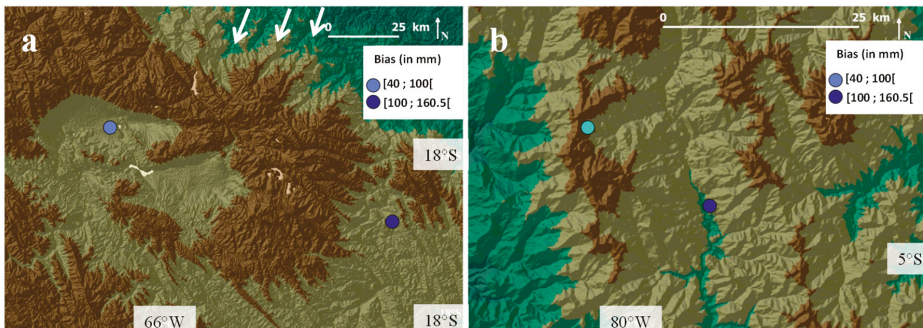 a
0 25 km
N
Bias (in mm)
[40 ; 100[
[100 ; 160.5[
18°S
66°W
18°S
b
0 25 km
N
Bias (in mm)
[40 ; 100[
[100 ; 160.5[
5°S
80°W